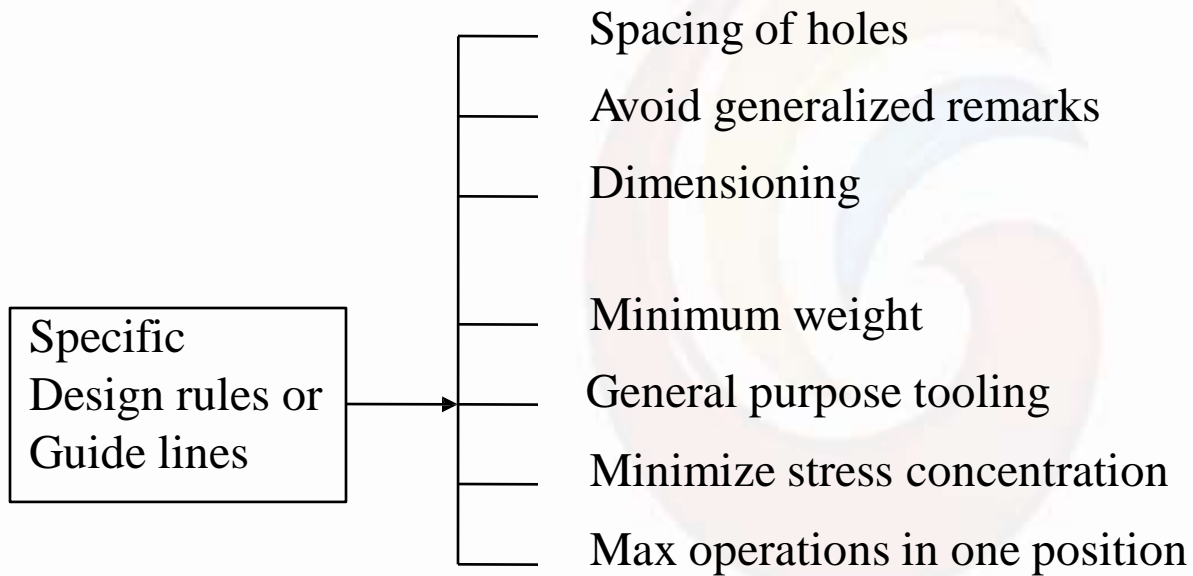 Spacing of holes
Avoid generalized remarks
Dimensioning
Minimum weight
Specific
Design rules or
Guide lines
General purpose tooling
Minimize stress concentration
Max operations in one position